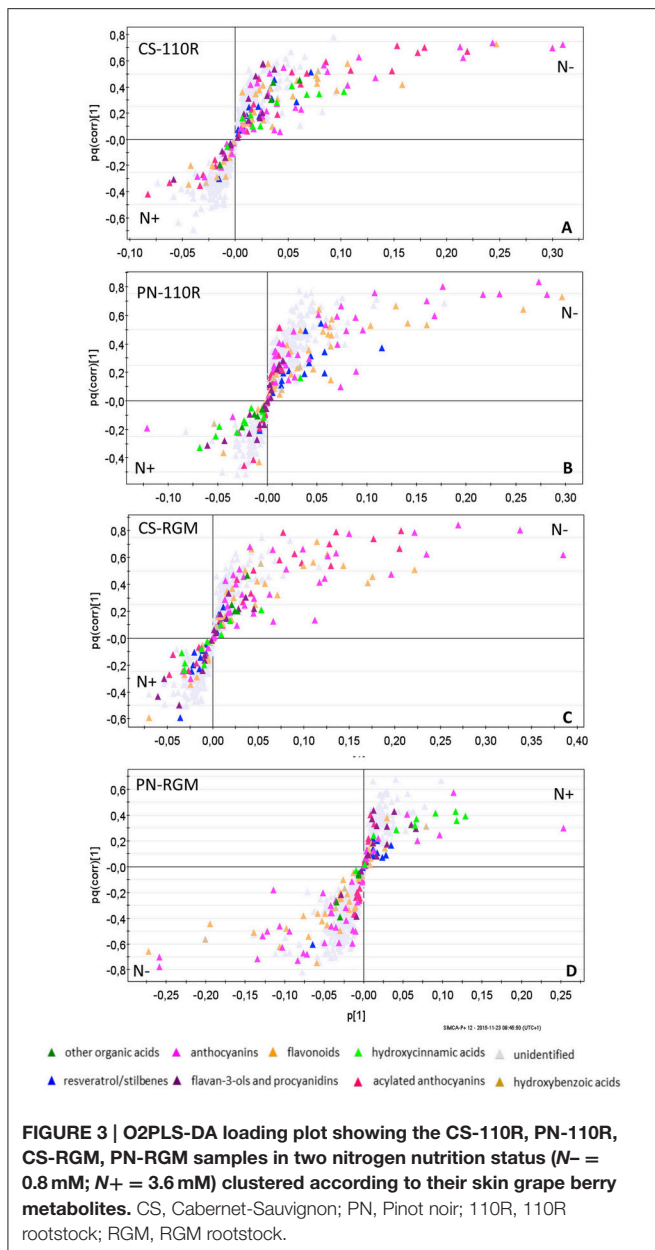 CS-110R
N-
N+
A
pq(corr)[1]
0,8
0,6
0,4
0,2
-0,0
-0,2
-0,4
-0,6
-0,10 -0,05 -0,00 0,05 0,10 0,15 0,20 0,25 0,30
PN-110R
N-
N+
B
pq(corr)[1]
0,8
0,6
0,4
0,2
-0,0
-0,2
-0,4
-0,10 -0,05 -0,00 0,05 0,10 0,15 0,20 0,25 0,30
CS-RGM
N-
N+
C
pq(corr)[1]
0,8
0,6
0,4
0,2
-0,0
-0,2
-0,4
-0,6
-0,05 0,00 0,05 0,10 0,15 0,20 0,25 0,30 0,35 0,40
PN-RGM
N+
N-
D
pq(corr)[1]
0,6
0,4
0,2
-0,0
-0,2
-0,4
-0,6
-0,8
-0,25 -0,20 -0,15 -0,10 -0,05 -0,00 0,05 0,10 0,15 0,20 0,25
p[1]
other organic acids anthocyanins flavonoids hydroxycinnamic acids unidentified
resveratrol/stilbenes flavan-3-ols and procyanidins acylated anthocyanins hydroxybenzoic acids
FIGURE 3 | O2PLS-DA loading plot showing the CS-110R, PN-110R,
CS-RGM, PN-RGM samples in two nitrogen nutrition status (N– =
0.8 mM; N+ = 3.6 mM) clustered according to their skin grape berry
metabolites. CS, Cabernet-Sauvignon; PN, Pinot noir; 110R, 110R
rootstock; RGM, RGM rootstock.